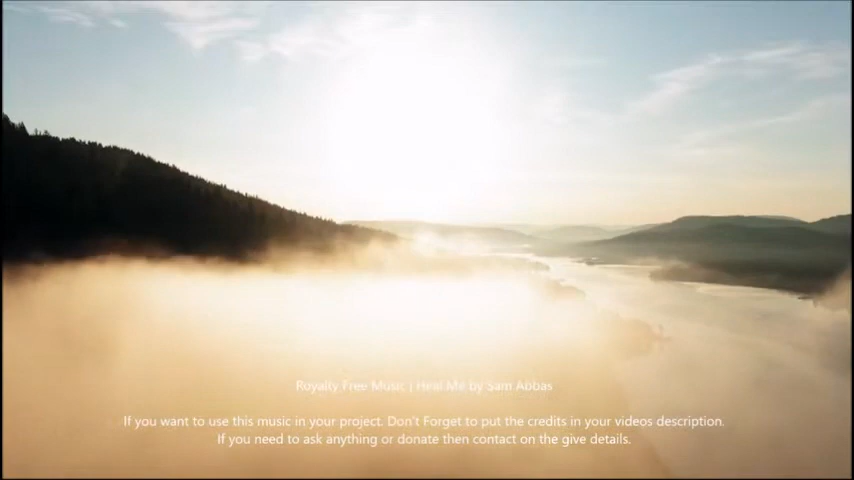 Royalty Free Music | Heal Me by Sam Abbas
If you want to use this music in your project. Don't Forget to put the credits in your videos description.
If you need to ask anything or donate then contact on the give details.